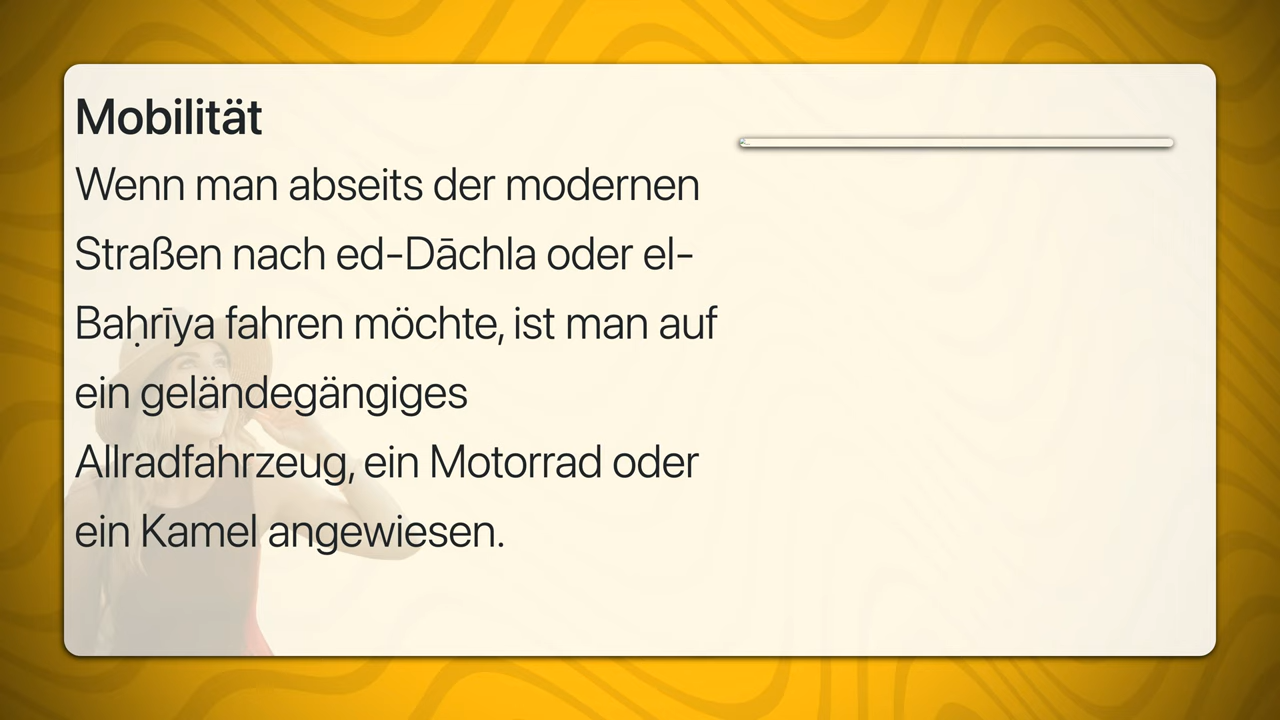 Mobilität
Wenn man abseits der modernen
Straßen nach ed-Dāchla oder el-
Baḥrīya fahren möchte, ist man auf
ein geländegängiges
Allradfahrzeug, ein Motorrad oder
ein Kamel angewiesen.